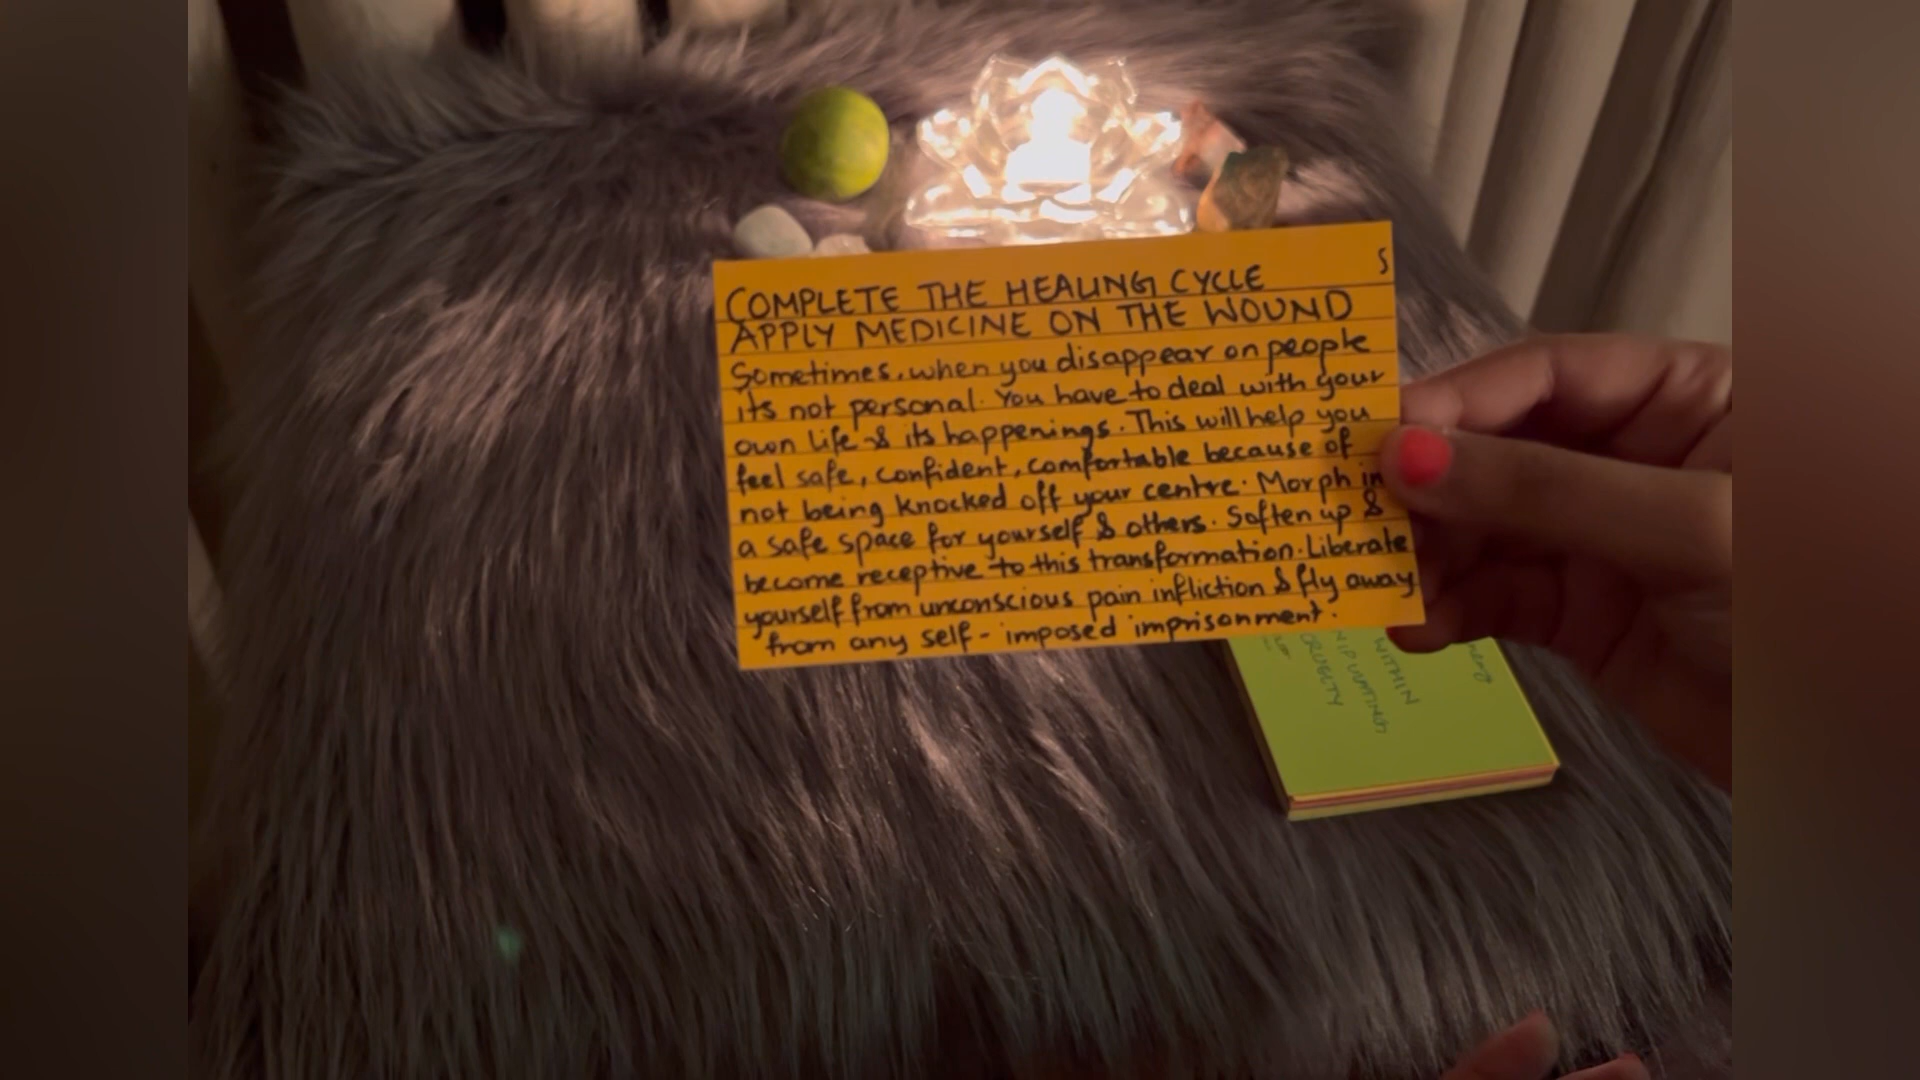 S
COMPLETE THE HEALING CYCLE
APPLY MEDICINE ON THE WOUND
Sometimes, when you disappear on people
its not personal. You have to deal with your
own life & its happenings. This will help you
feel safe, confident, comfortable because of
not being knocked off your centre. Morph in
a safe space for yourself & others. Soften up &
become receptive to this transformation. Liberate
yourself from unconscious pain infliction & fly away
from any self-imposed imprisonment.
WITHIN